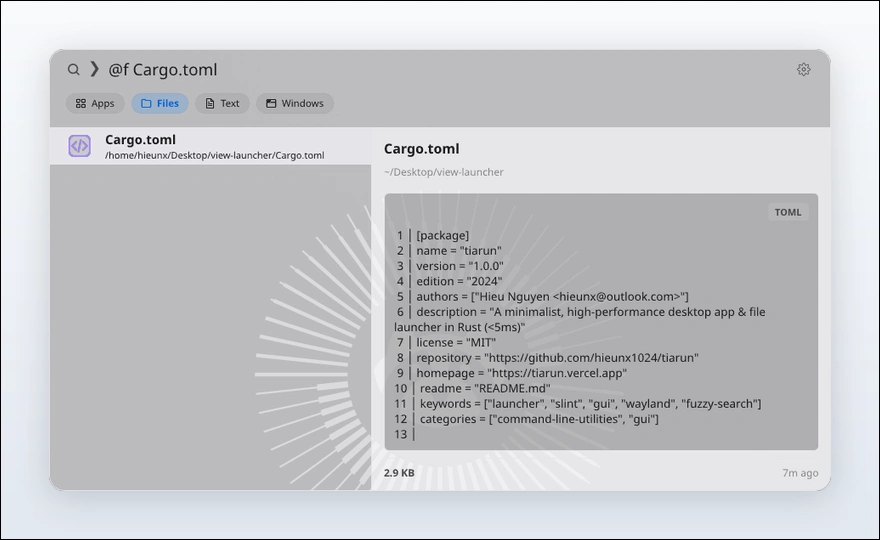 ❯ @f Cargo.toml
Apps Files Text Windows
Cargo.toml
/home/hieunx/Desktop/view-launcher/Cargo.toml
Cargo.toml
~/Desktop/view-launcher
TOML
1 | [package]
2 | name = "tiarun"
3 | version = "1.0.0"
4 | edition = "2024"
5 | authors = ["Hieu Nguyen <hieunx@outlook.com>"]
6 | description = "A minimalist, high-performance desktop app & file
launcher in Rust (<5ms)"
7 | license = "MIT"
8 | repository = "https://github.com/hieunx1024/tiarun"
9 | homepage = "https://tiarun.vercel.app"
10 | readme = "README.md"
11 | keywords = ["launcher", "slint", "gui", "wayland", "fuzzy-search"]
12 | categories = ["command-line-utilities", "gui"]
13 |
2.9 KB
7m ago